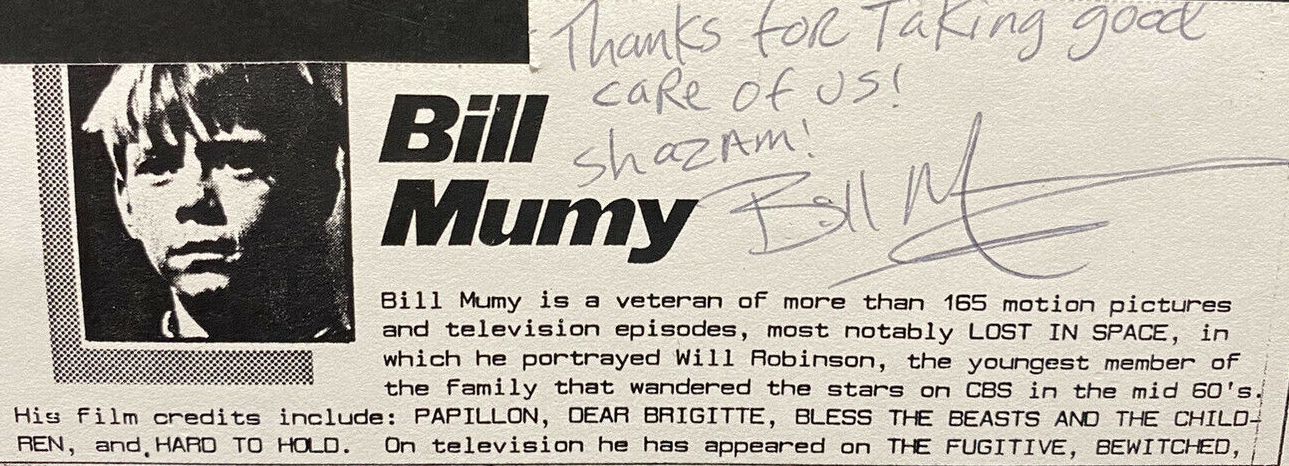 Thanks for Taking good
care of us!
shazam!
Bill
Mumy
Bill M
Bill Mumy is a veteran of more than 165 motion pictures
and television episodes, most notably LOST IN SPACE, in
which he portrayed Will Robinson, the youngest member of
the family that wandered the stars on CBS in the mid 60's.
His film credits include: PAPILLON, DEAR BRIGITTE, BLESS THE BEASTS AND THE CHILD-
REN, and HARD TO HOLD. On television he has appeared on THE FUGITIVE, BEWITCHED,